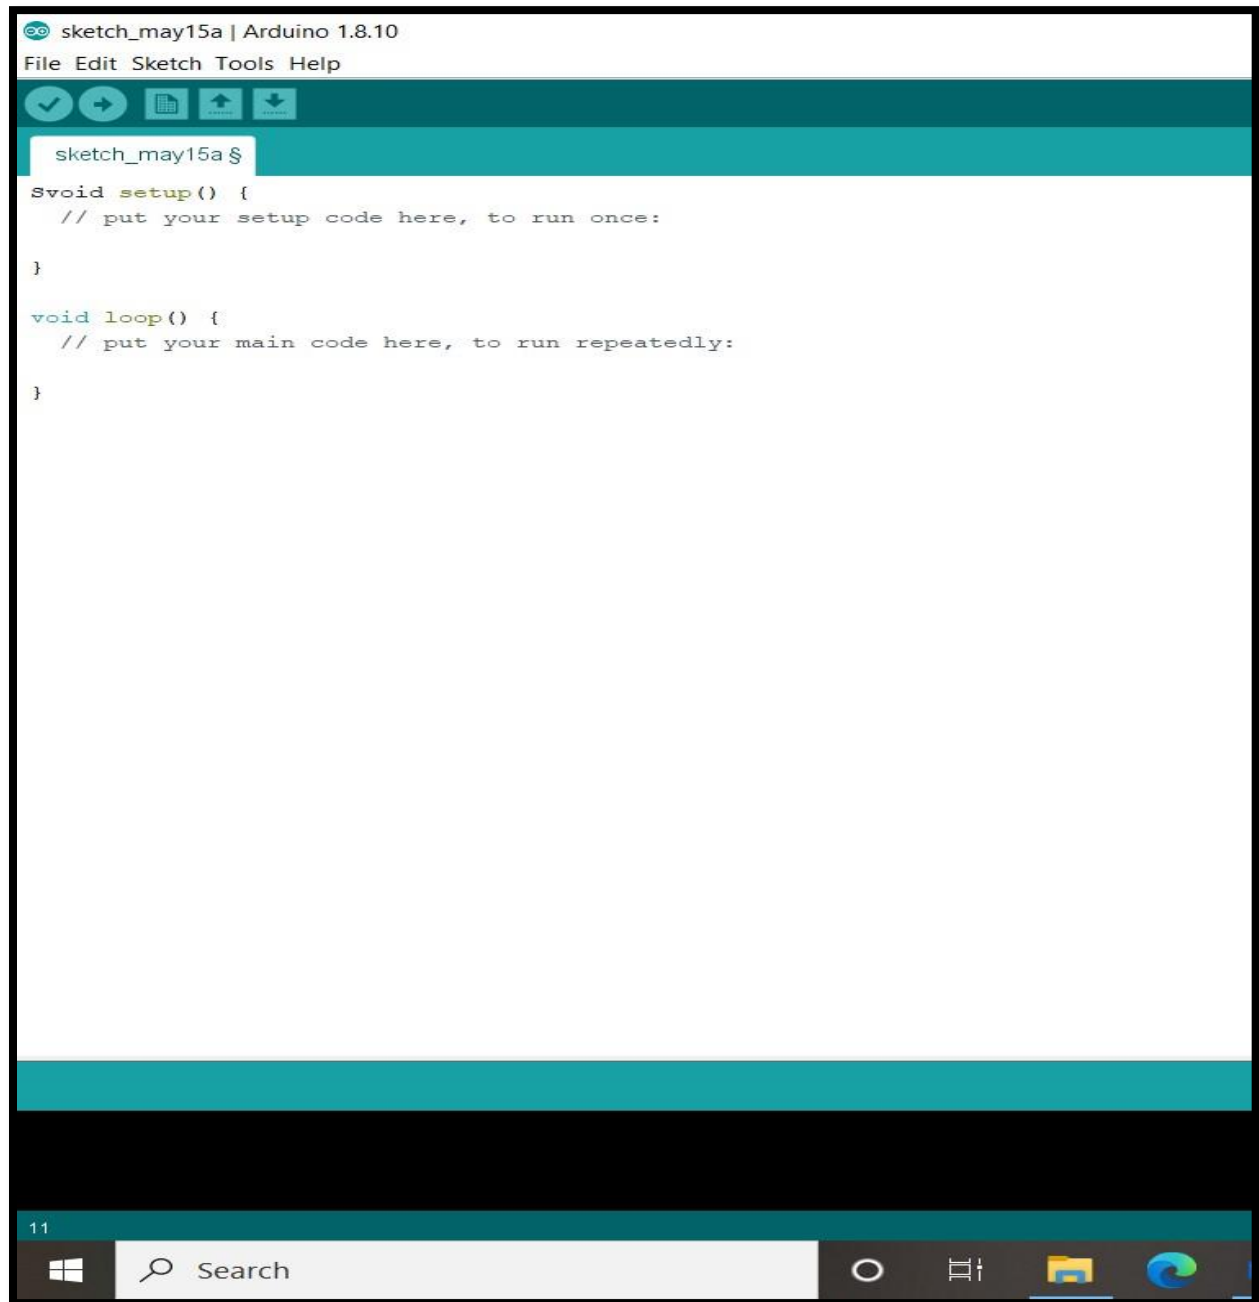 sketch_may15a | Arduino 1.8.10
File Edit Sketch Tools Help
sketch_may15a §
Svoid setup() {
  // put your setup code here, to run once:
}
void loop() {
  // put your main code here, to run repeatedly:
}
11
Search